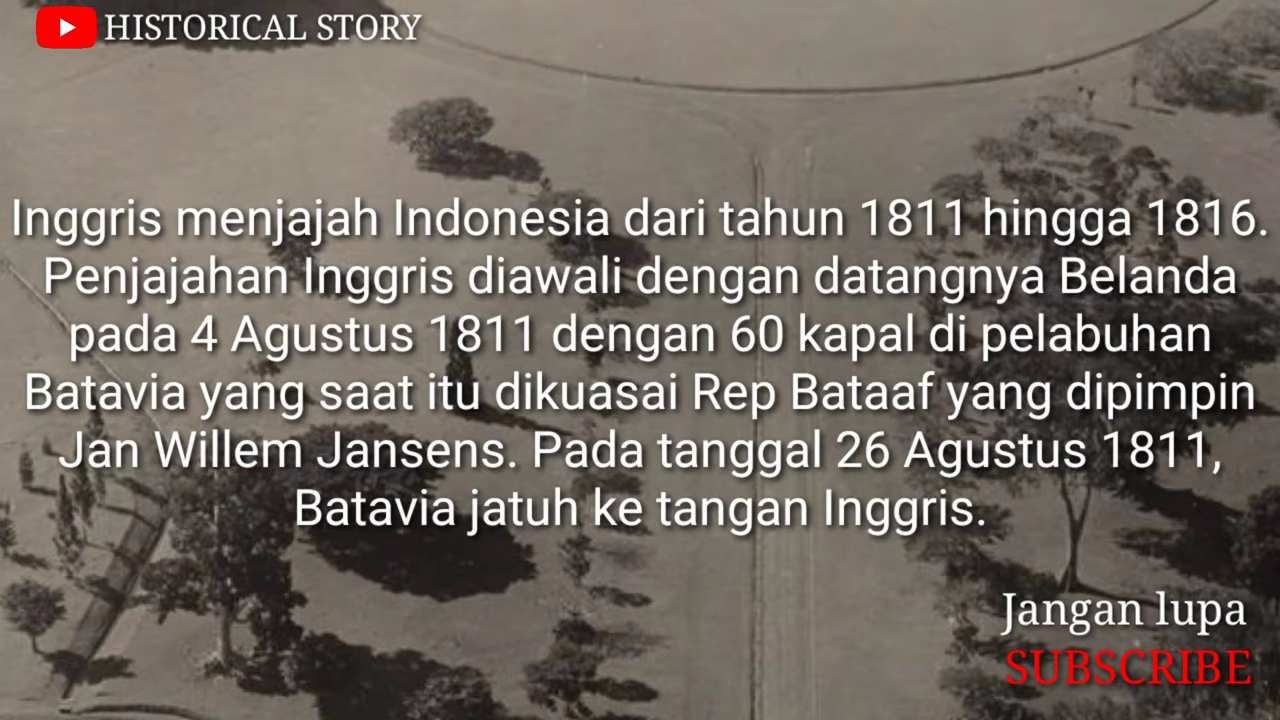 HISTORICAL STORY
Inggris menjajah Indonesia dari tahun 1811 hingga 1816.
Penjajahan Inggris diawali dengan datangnya Belanda
pada 4 Agustus 1811 dengan 60 kapal di pelabuhan
Batavia yang saat itu dikuasai Rep Bataaf yang dipimpin
Jan Willem Jansens. Pada tanggal 26 Agustus 1811,
Batavia jatuh ke tangan Inggris.
Jangan lupa
SUBSCRIBE